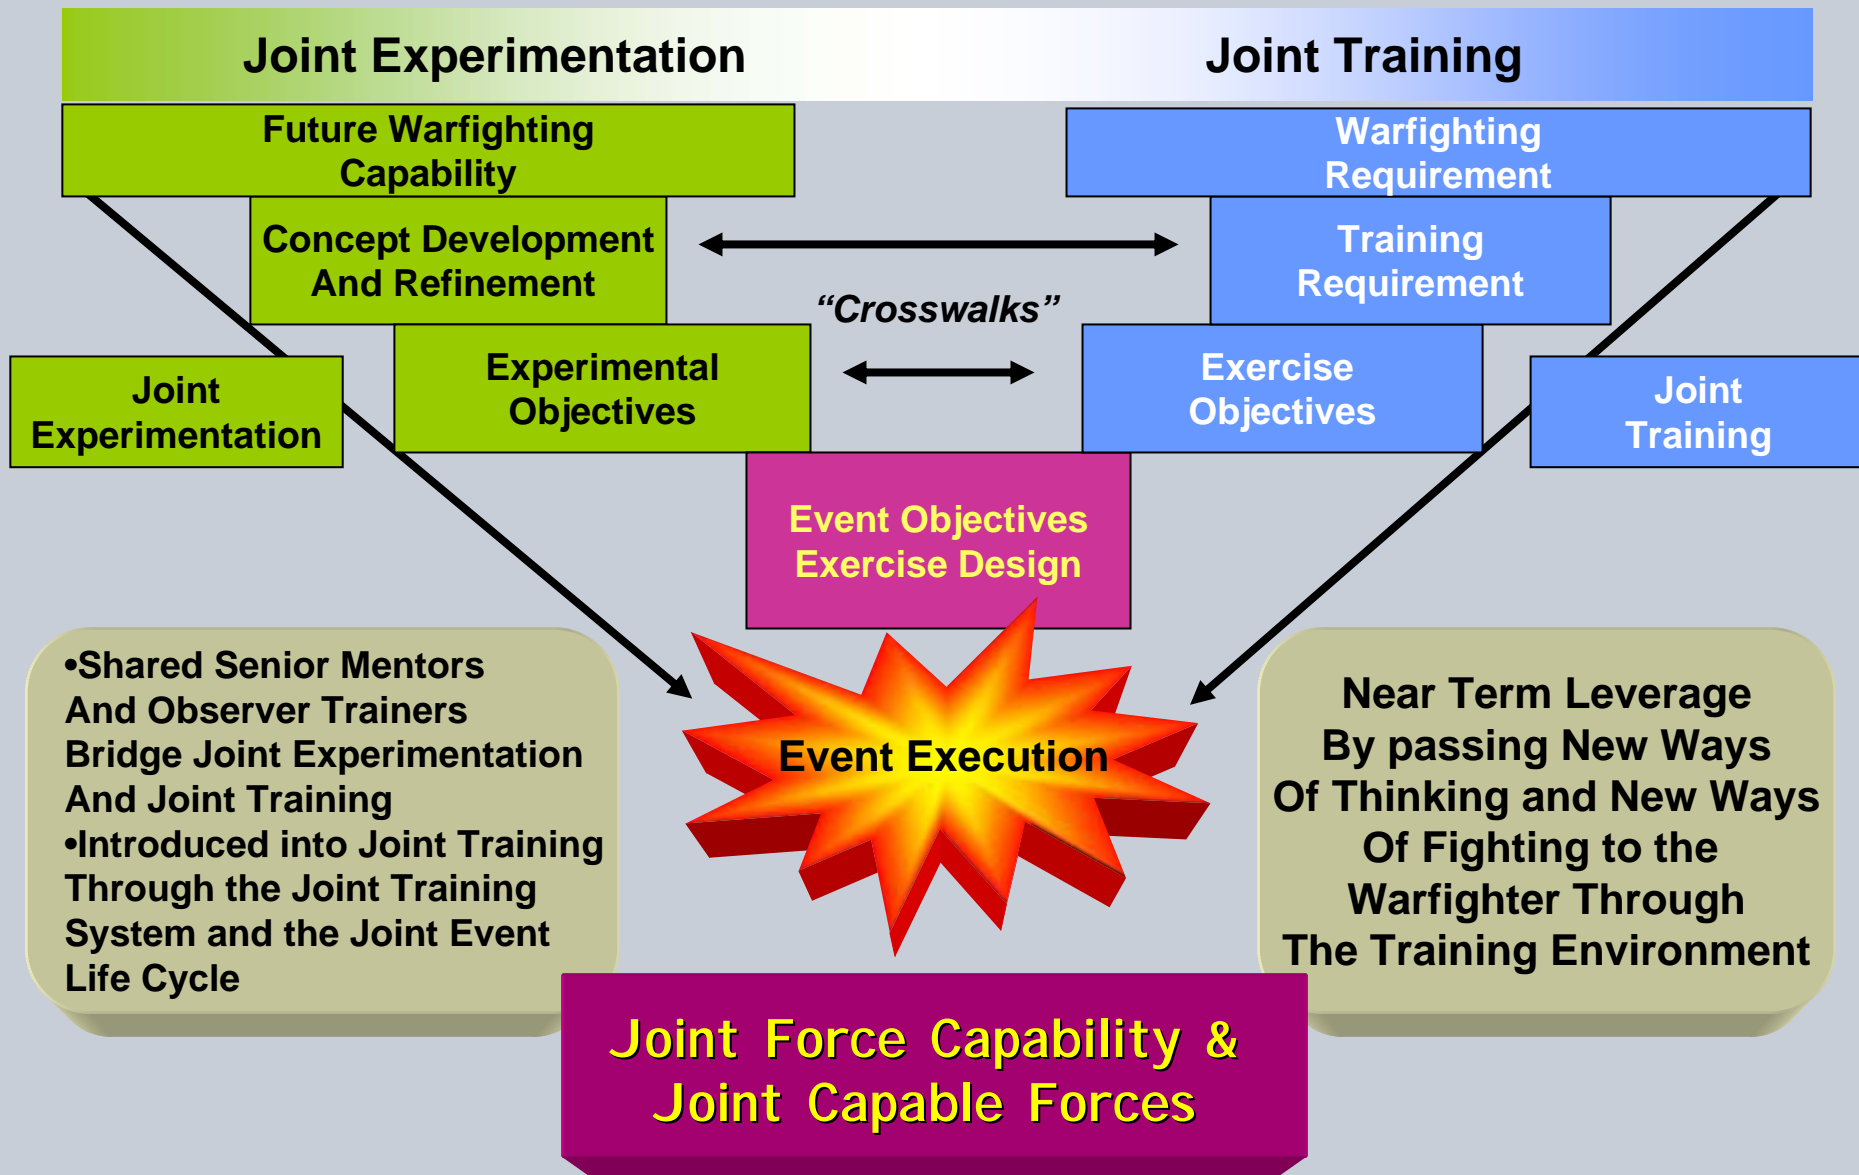 Joint Experimentation
Joint Training
Future Warfighting
Capability
Warfighting
Requirement
Concept Development
And Refinement
Training
Requirement
“Crosswalks”
Experimental
Objectives
Exercise
Objectives
Joint
Experimentation
Joint
Training
Event Objectives
Exercise Design
•Shared Senior Mentors
And Observer Trainers
Bridge Joint Experimentation
And Joint Training
•Introduced into Joint Training
Through the Joint Training
System and the Joint Event
Life Cycle
Event Execution
Near Term Leverage
By passing New Ways
Of Thinking and New Ways
Of Fighting to the
Warfighter Through
The Training Environment
Joint Force Capability &
Joint Capable Forces